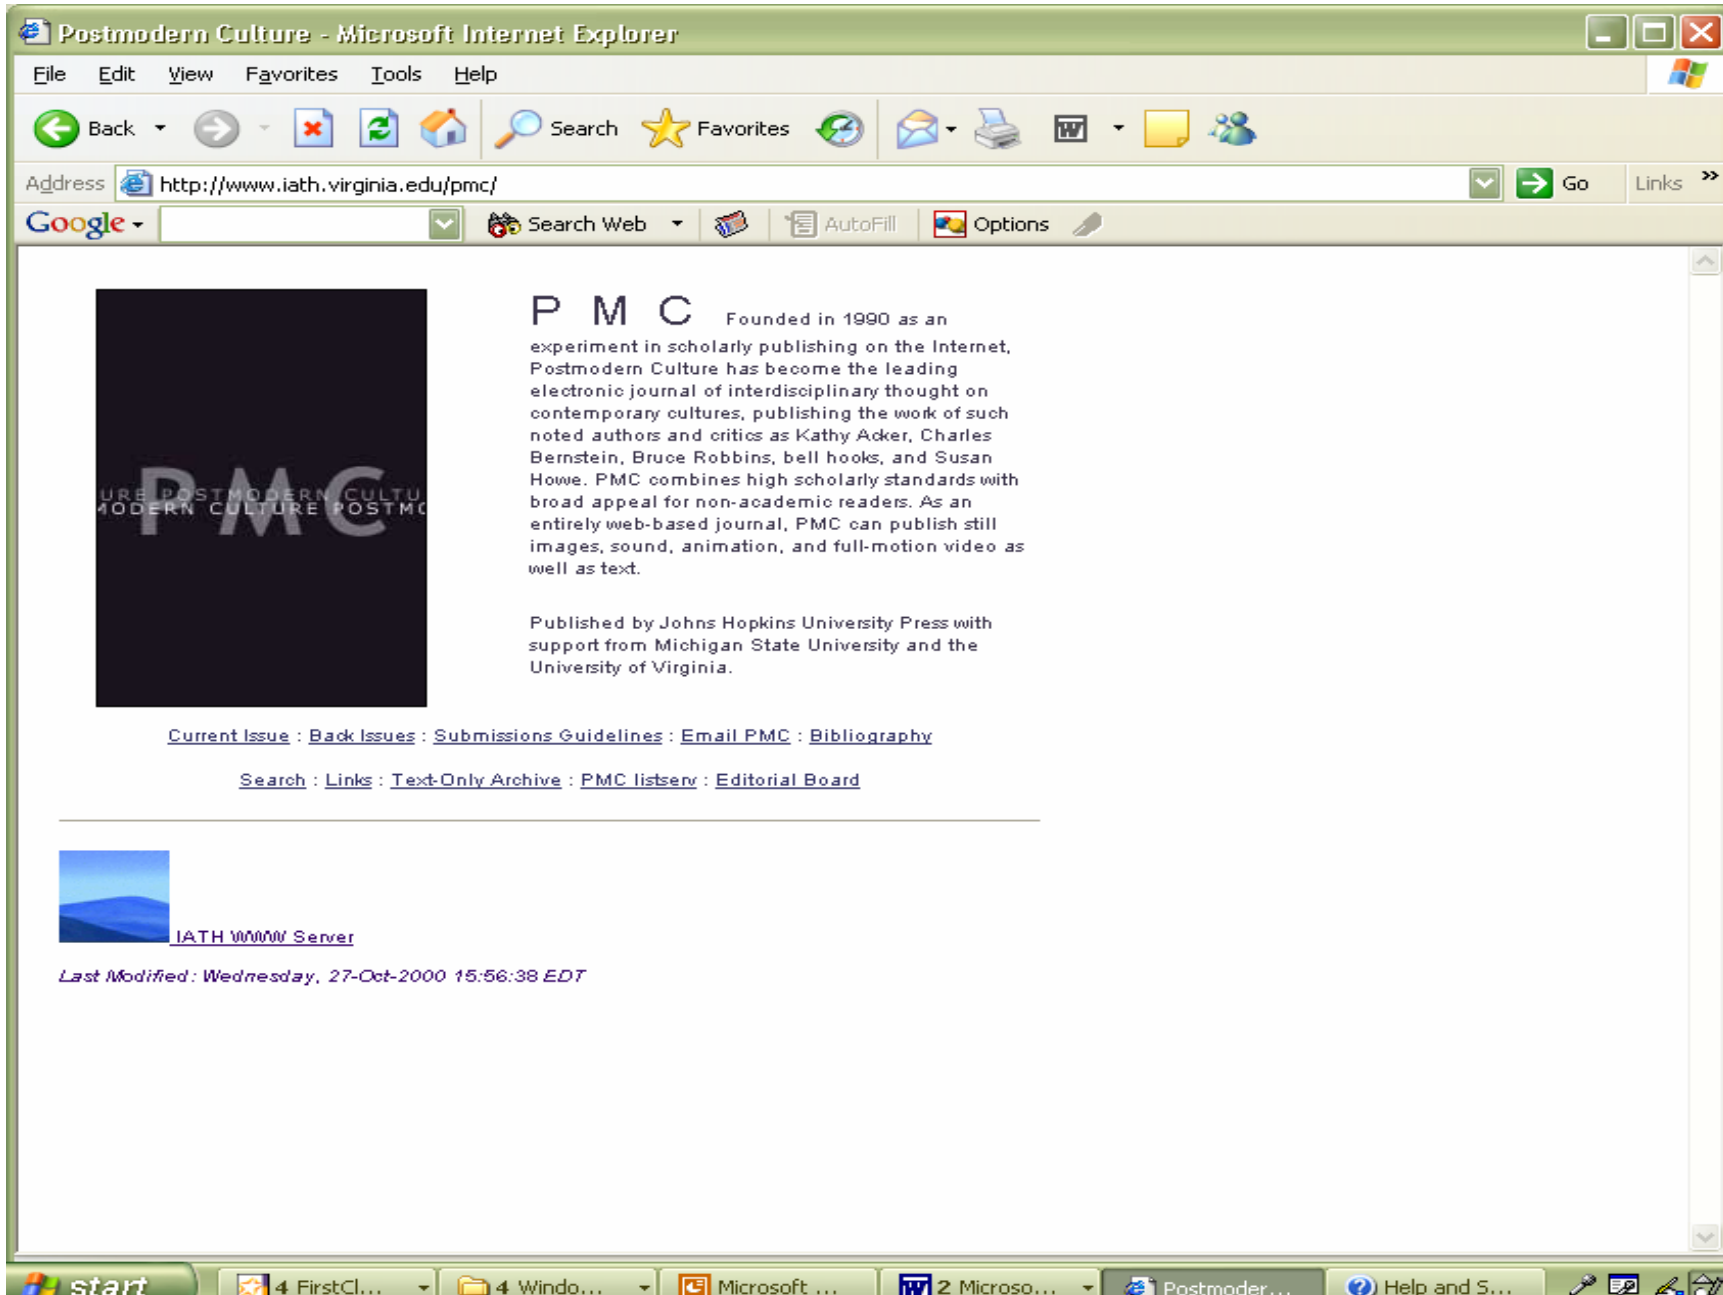 Postmodern Culture - Microsoft Internet Explorer
File Edit View Favorites Tools Help
Back Search Favorites
Address http://www.iath.virginia.edu/pmc/ Go Links »
Google Search Web AutoFill Options
URE POSTMODERN CULTU
PMC
MODERN CULTURE POSTMO
P M C Founded in 1990 as an
experiment in scholarly publishing on the Internet,
Postmodern Culture has become the leading
electronic journal of interdisciplinary thought on
contemporary cultures, publishing the work of such
noted authors and critics as Kathy Acker, Charles
Bernstein, Bruce Robbins, bell hooks, and Susan
Howe. PMC combines high scholarly standards with
broad appeal for non-academic readers. As an
entirely web-based journal, PMC can publish still
images, sound, animation, and full-motion video as
well as text.
Published by Johns Hopkins University Press with
support from Michigan State University and the
University of Virginia.
Current Issue : Back Issues : Submissions Guidelines : Email PMC : Bibliography
Search : Links : Text-Only Archive : PMC listserv : Editorial Board
IATH WWW Server
Last Modified: Wednesday, 27-Oct-2000 15:56:38 EDT
start 4 FirstCl... 4 Windo... Microsoft ... 2 Microso... Postmoder... Help and S...